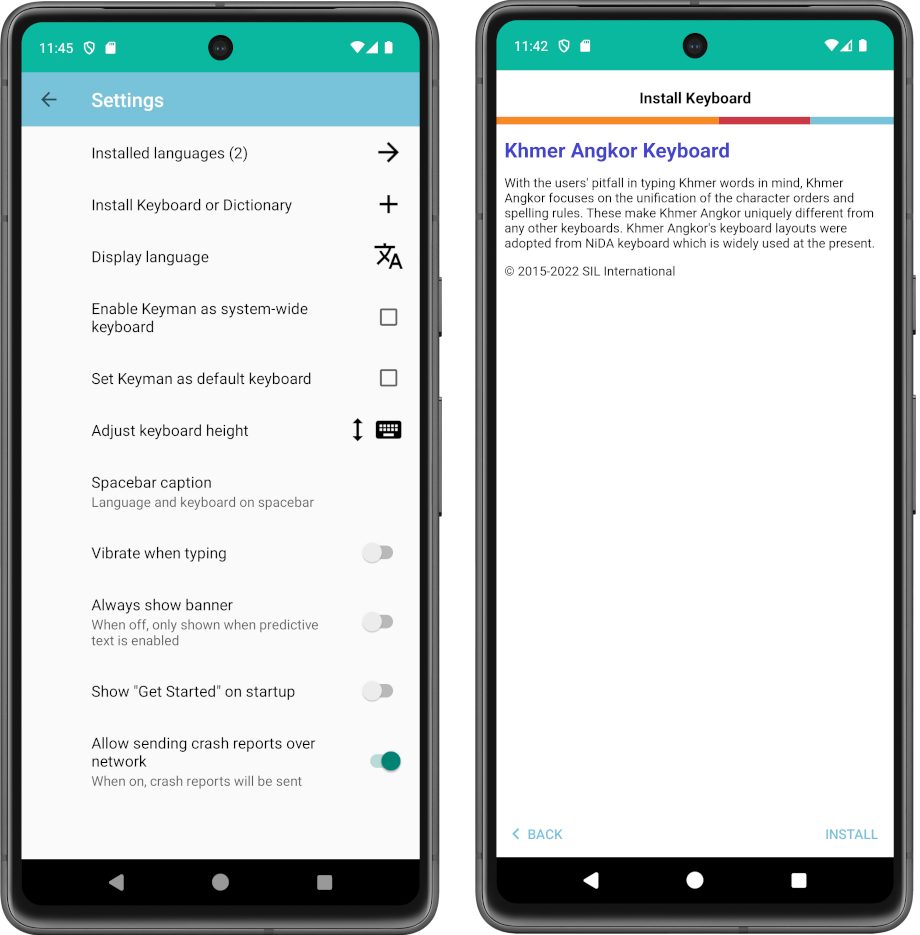 11:45
Settings
Installed languages (2)
Install Keyboard or Dictionary
Display language
Enable Keyman as system-wide
keyboard
Set Keyman as default keyboard
Adjust keyboard height
Spacebar caption
Language and keyboard on spacebar
Vibrate when typing
Always show banner
When off, only shown when predictive
text is enabled
Show "Get Started" on startup
Allow sending crash reports over
network
When on, crash reports will be sent
11:42
Install Keyboard
Khmer Angkor Keyboard
With the users' pitfall in typing Khmer words in mind, Khmer
Angkor focuses on the unification of the character orders and
spelling rules. These make Khmer Angkor uniquely different from
any other keyboards. Khmer Angkor's keyboard layouts were
adopted from NiDA keyboard which is widely used at the present.
© 2015-2022 SIL International
BACK
INSTALL